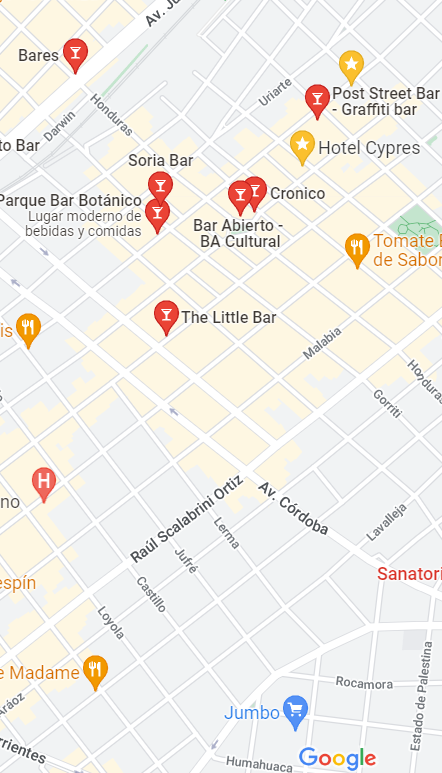 Av. Ju
Bares
Uriarte
Post Street Bar
- Graffiti bar
Honduras
Darwin
to Bar
Hotel Cypres
Soria Bar
Parque Bar Botánico
Lugar moderno de
bebidas y comidas
Cronico
Bar Abierto -
BA Cultural
Tomate
de Sabor
The Little Bar
is
Malabia
Honduras
Gorriti
H
no
Raúl Scalabrini Ortiz
Av. Córdoba
Lavalleja
Lerma
Jufré
Sanatori
espín
Castillo
Loyola
e Madame
Aráoz
Rocamora
Estado de Palestina
Jumbo
orrientes
Humahuaca
Google